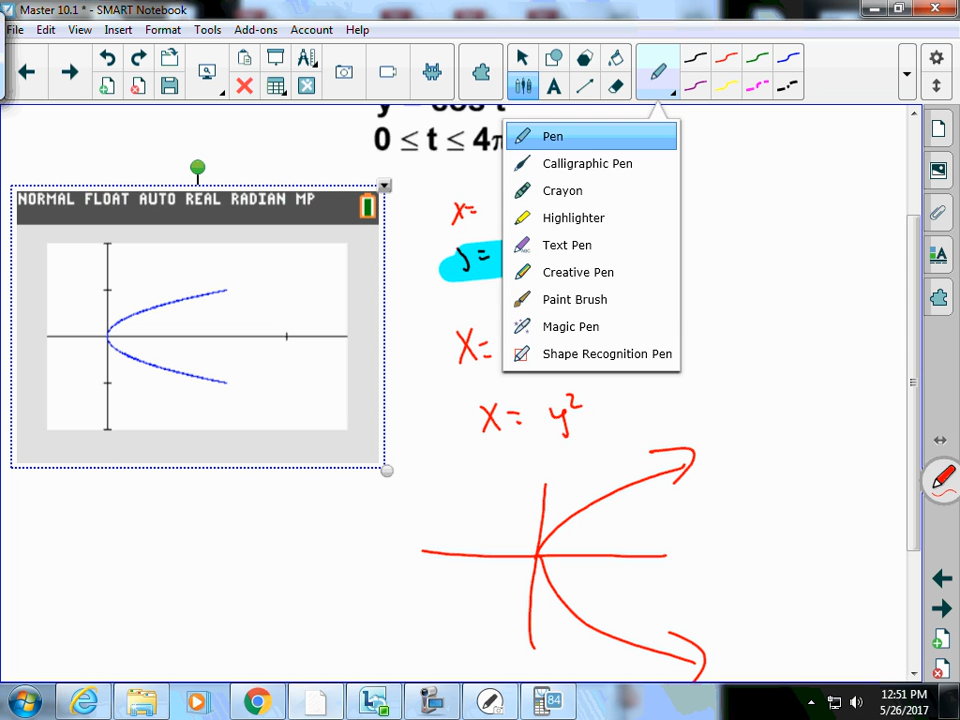 Master 10.1 * - SMART Notebook
File Edit View Insert Format Tools Add-ons Account Help
0 ≤ t ≤ 4π
Pen
Calligraphic Pen
Crayon
Highlighter
Text Pen
Creative Pen
Paint Brush
Magic Pen
Shape Recognition Pen
NORMAL FLOAT AUTO REAL RADIAN MP
x=
y=
x=
x= y²
84
12:51 PM
5/26/2017